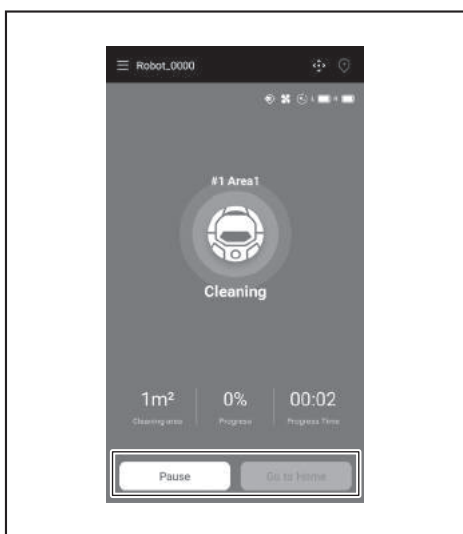 Robot_0000
#1 Area1
Cleaning
1m² 0% 00:02
Cleaning area Progress Progress Time
Pause Go to Home